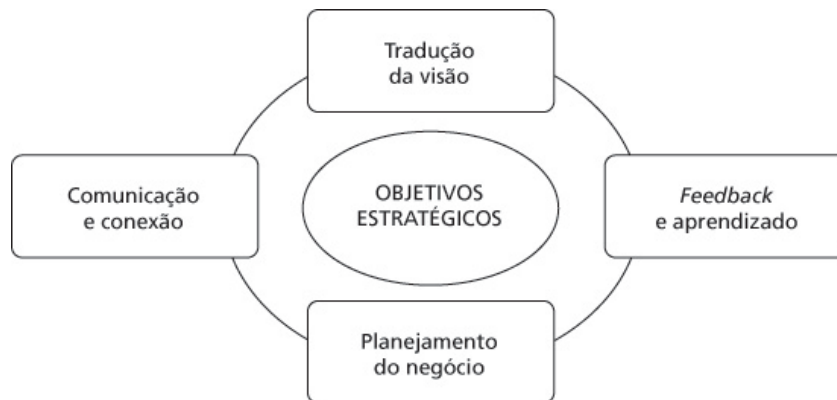 Tradução
da visão
Comunicação
e conexão
OBJETIVOS
ESTRATÉGICOS
Feedback
e aprendizado
Planejamento
do negócio